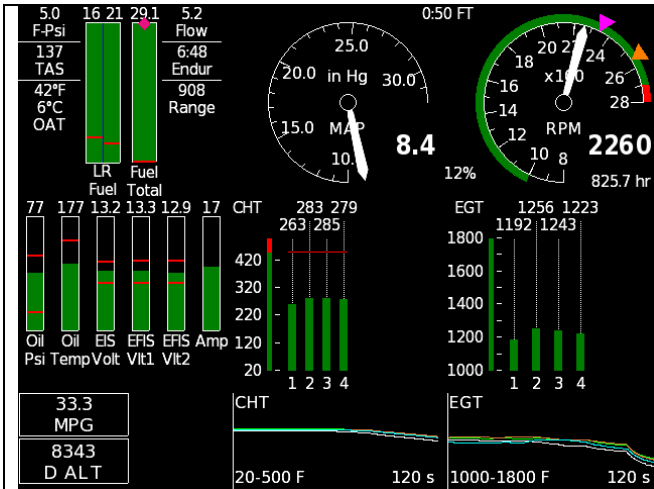 5.0 16 21 29.1 5.2
F-Psi Flow
137 6:48
TAS Endur
42°F 908
6°C Range
OAT
LR Fuel
Fuel Total
0:50 FT
25.0
20.0 in Hg 30.0
15.0 MAP
10.
8.4
12%
20 22 24
18 x100 26
16 28
14
12 RPM
10 8
2260
825.7 hr
77 177 13.2 13.3 12.9 17
Oil Oil EIS EFIS EFIS Amp
Psi Temp Volt Vlt1 Vlt2
CHT 283 279
263 285
420
320
220
120
20
1 2 3 4
EGT 1256 1223
1192 1243
1800
1600
1400
1200
1000
1 2 3 4
33.3
MPG
8343
D ALT
CHT
20-500 F 120 s
EGT
1000-1800 F 120 s